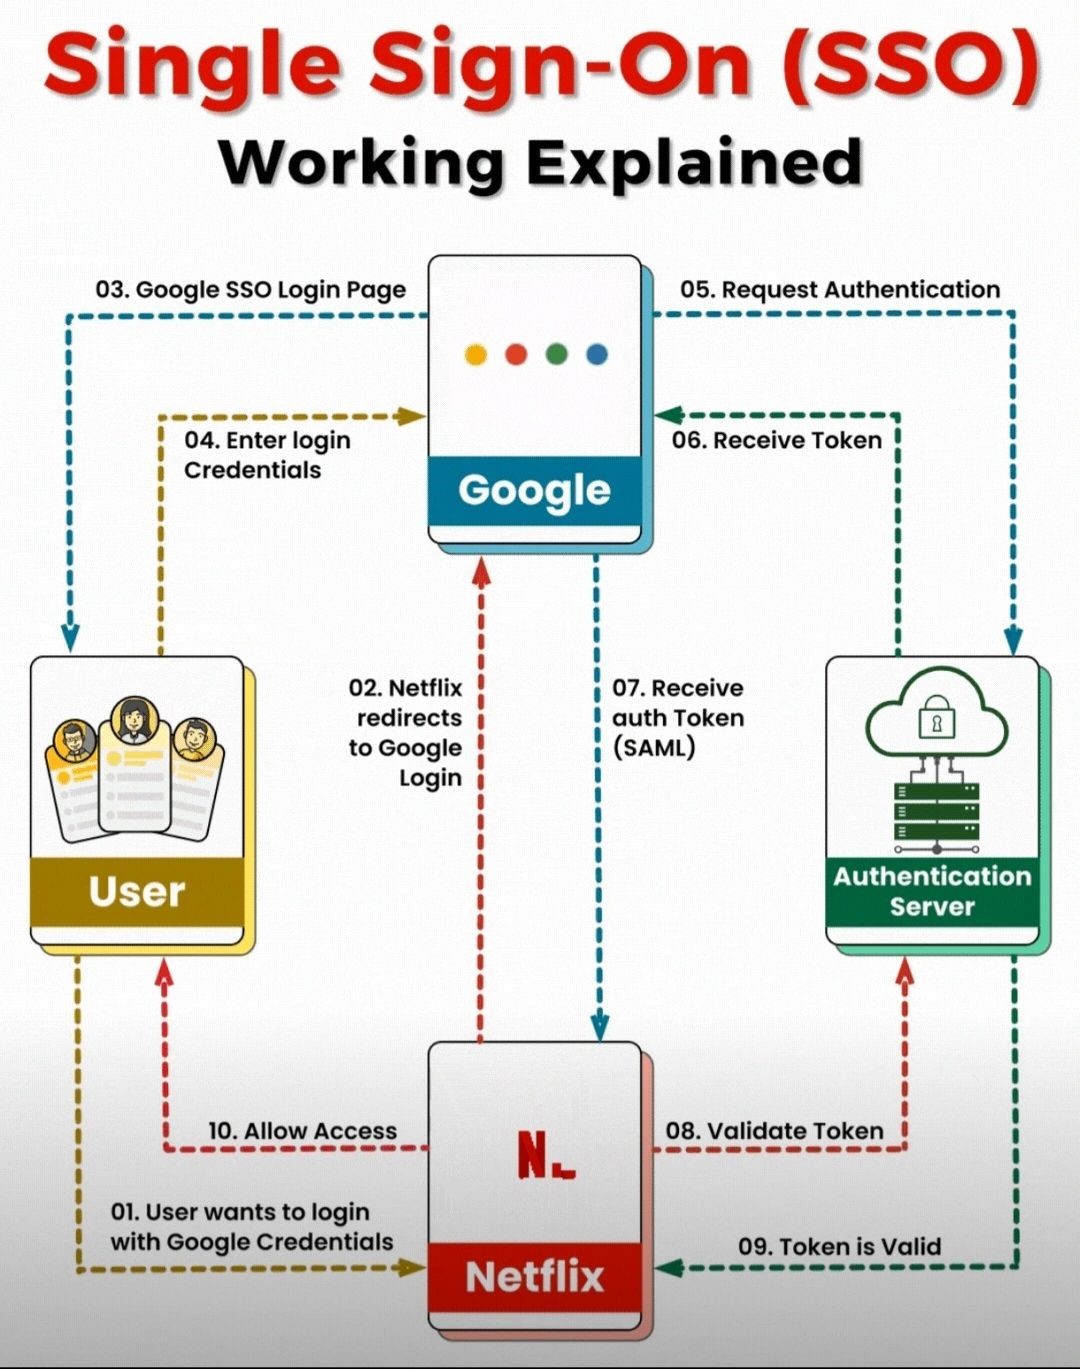 Single Sign-On (SSO)
Working Explained
03. Google SSO Login Page
05. Request Authentication
04. Enter login
Credentials
06. Receive Token
Google
02. Netflix
redirects
to Google
Login
07. Receive
auth Token
(SAML)
User
Authentication
Server
10. Allow Access
08. Validate Token
01. User wants to login
with Google Credentials
09. Token is Valid
N
Netflix